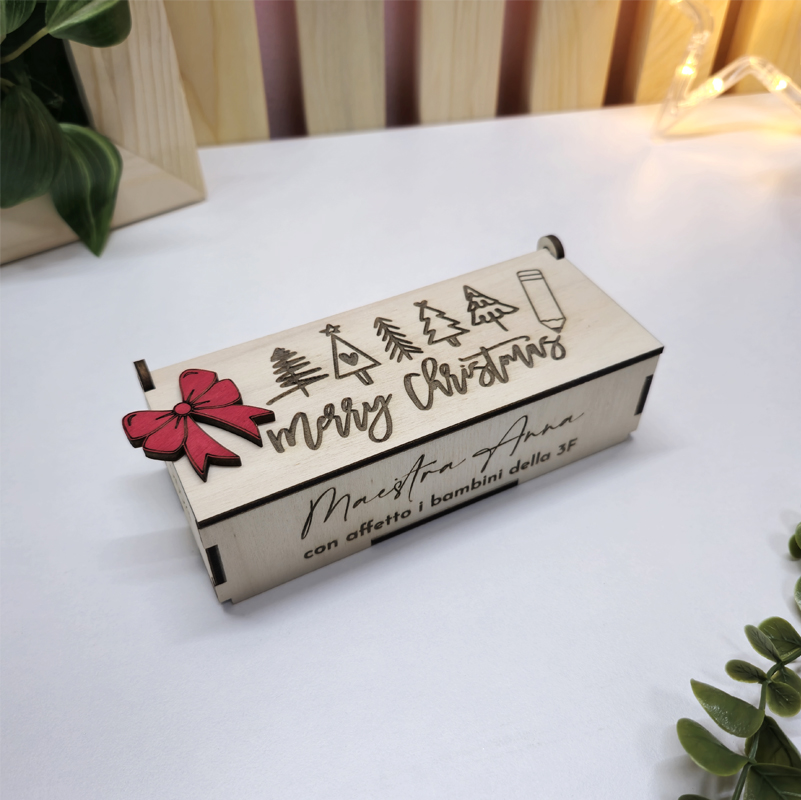 merry Christmas
Maestra Anna
con affetto i bambini della 3F